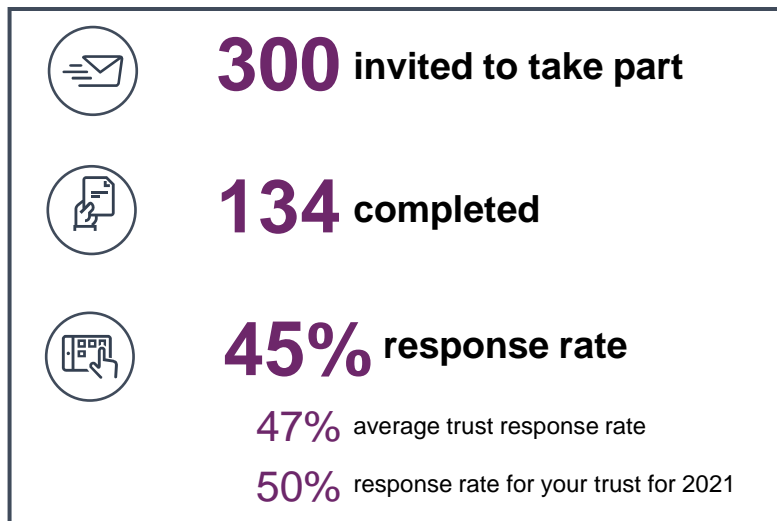 300 invited to take part
134 completed
45% response rate
47% average trust response rate
50% response rate for your trust for 2021